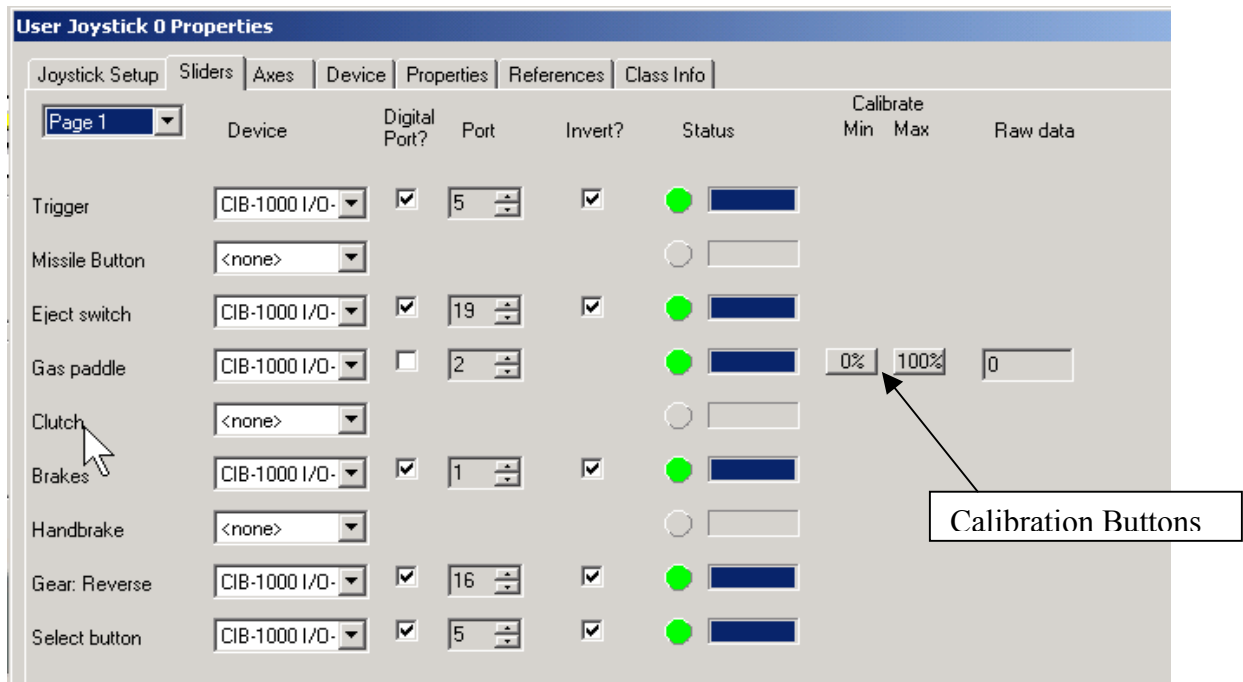 User Joystick 0 Properties
Joystick Setup Sliders Axes Device Properties References Class Info
Page 1 Device Digital Port? Port Invert? Status Calibrate Min Max Raw data
Trigger CIB-1000 I/O- 5
Missile Button <none>
Eject switch CIB-1000 I/O- 19
Gas paddle CIB-1000 I/O- 2 0% 100% 0
Clutch <none>
Brakes CIB-1000 I/O- 1
Calibration Buttons
Handbrake <none>
Gear: Reverse CIB-1000 I/O- 16
Select button CIB-1000 I/O- 5